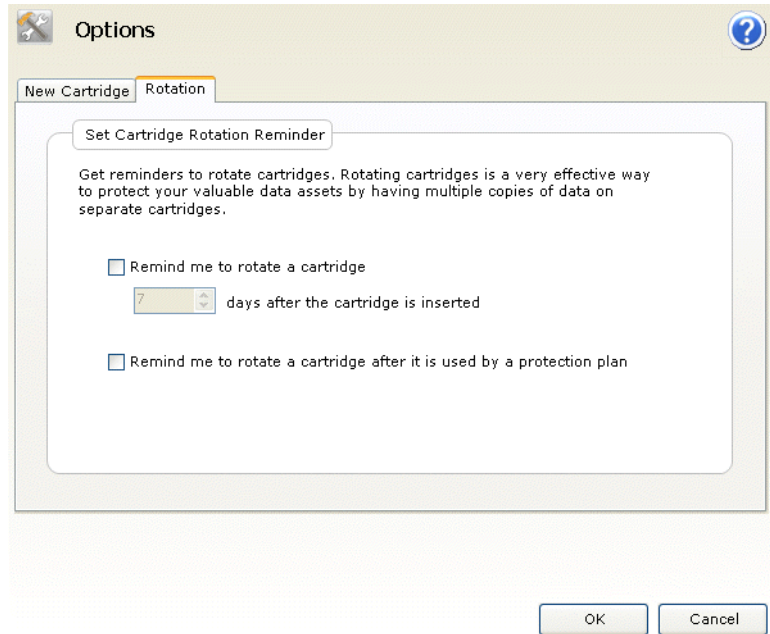 Options
?
New Cartridge
Rotation
Set Cartridge Rotation Reminder
Get reminders to rotate cartridges. Rotating cartridges is a very effective way
to protect your valuable data assets by having multiple copies of data on
separate cartridges.
Remind me to rotate a cartridge
7
days after the cartridge is inserted
Remind me to rotate a cartridge after it is used by a protection plan
OK
Cancel